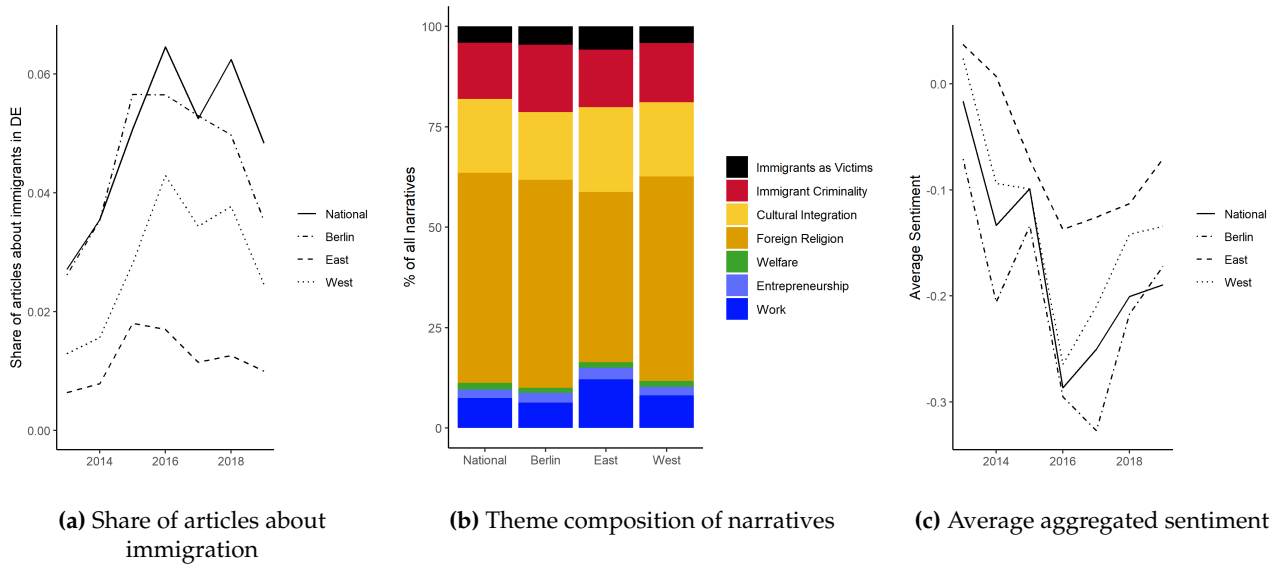 Share of articles about immigrants in DE
0.06
0.04
0.02
0.00
2014
2016
2018
National
Berlin
East
West
% of all narratives
100
75
50
25
0
National
Berlin
East
West
Immigrants as Victims
Immigrant Criminality
Cultural Integration
Foreign Religion
Welfare
Entrepreneurship
Work
Average Sentiment
0.0
-0.1
-0.2
-0.3
2014
2016
2018
National
Berlin
East
West
(a) Share of articles about
immigration
(b) Theme composition of narratives
(c) Average aggregated sentiment